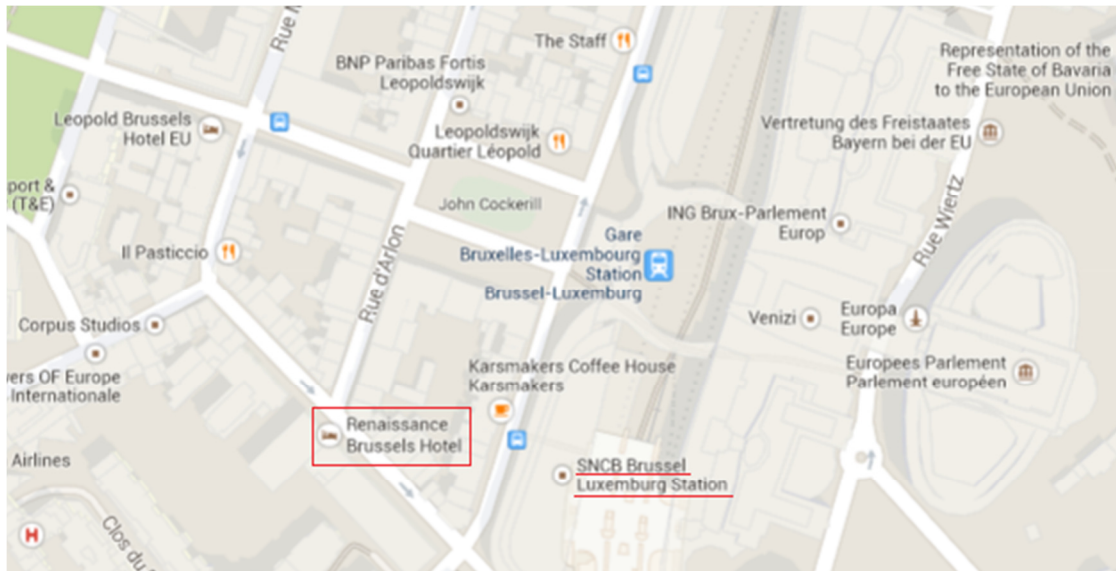 Rue M
The Staff
BNP Paribas Fortis
Leopoldswijk
Representation of the
Free State of Bavaria
to the European Union
Leopold Brussels
Hotel EU
Leopoldswijk
Quartier Léopold
Vertretung des Freistaates
Bayern bei der EU
port &
(T&E)
John Cockerill
ING Brux-Parlement
Europ
Rue Wiertz
Il Pasticcio
Rue d'Arlon
Gare
Bruxelles-Luxembourg
Station
Brussel-Luxemburg
Corpus Studios
Venizi
Europa
Europe
vers OF Europe
Internationale
Karsmakers Coffee House
Karsmakers
Europees Parlement
Parlement européen
Renaissance
Brussels Hotel
Airlines
SNCB Brussel
Luxemburg Station
H
Clos du